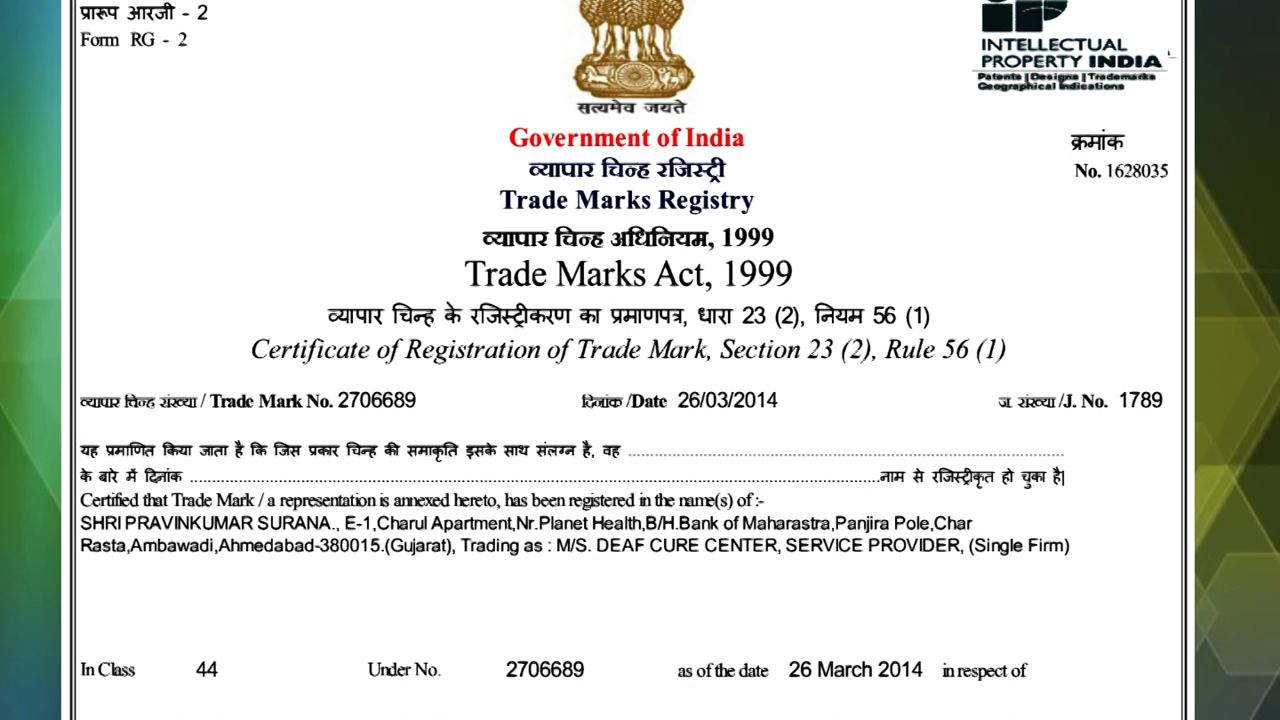 प्रारूप आरजी - 2
Form RG - 2
सत्यमेव जयते
iP
INTELLECTUAL
PROPERTY INDIA
Patents | Designs | Trademarks
Geographical Indications
Government of India
व्यापार चिन्ह रजिस्ट्री
Trade Marks Registry
क्रमांक
No. 1628035
व्यापार चिन्ह अधिनियम, 1999
Trade Marks Act, 1999
व्यापार चिन्ह के रजिस्ट्रीकरण का प्रमाणपत्र, धारा 23 (2), नियम 56 (1)
Certificate of Registration of Trade Mark, Section 23 (2), Rule 56 (1)
व्यापार चिन्ह संख्या / Trade Mark No. 2706689 दिनांक /Date 26/03/2014 ज. संख्या /J. No. 1789
यह प्रमाणित किया जाता है कि जिस प्रकार चिन्ह की समाकृति इसके साथ संलग्न है, वह ........................................
के बारे में दिनांक ........................................नाम से रजिस्ट्रीकृत हो चुका है|
Certified that Trade Mark / a representation is annexed hereto, has been registered in the name(s) of :-
SHRI PRAVINKUMAR SURANA., E-1,Charul Apartment,Nr.Planet Health,B/H.Bank of Maharastra,Panjira Pole,Char
Rasta,Ambawadi,Ahmedabad-380015.(Gujarat), Trading as : M/S. DEAF CURE CENTER, SERVICE PROVIDER, (Single Firm)
In Class 44 Under No. 2706689 as of the date 26 March 2014 in respect of